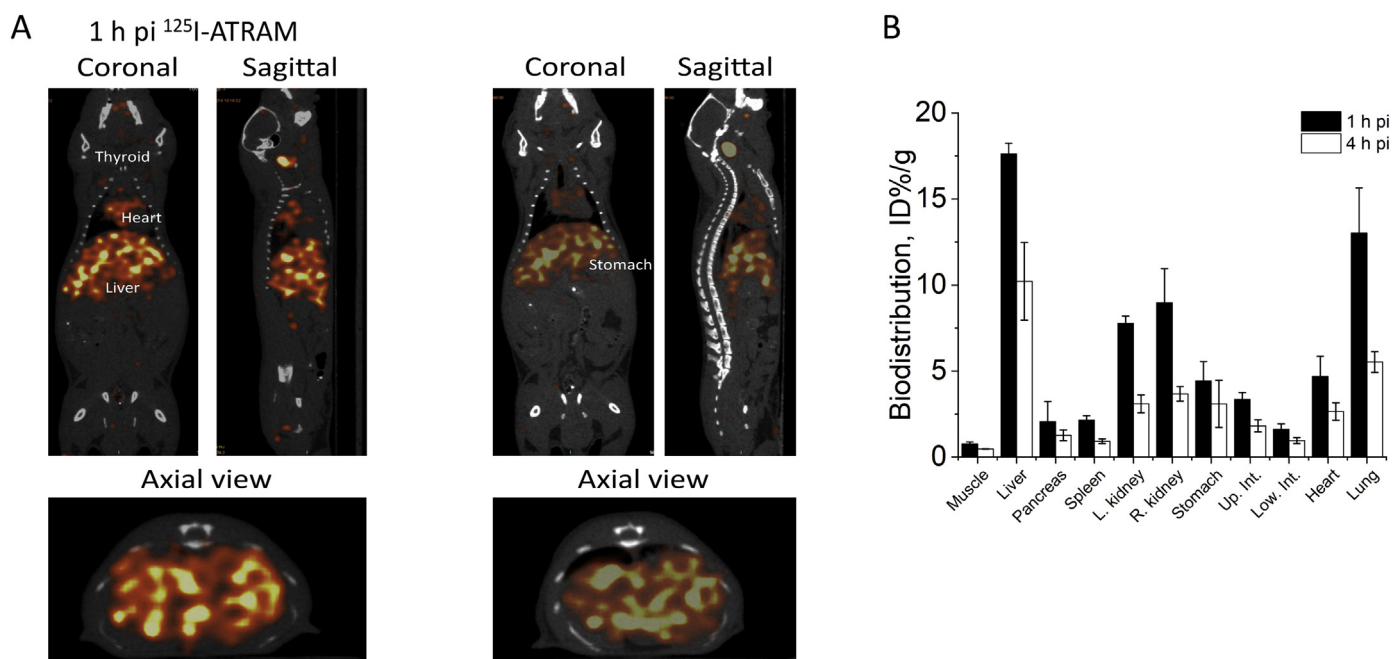 A
1 h pi ¹²⁵I-ATRAM
Coronal
Sagittal
Thyroid
Heart
Liver
Coronal
Sagittal
Stomach
Axial view
Axial view
B
Biodistribution, ID%/g
20
15
10
5
0
1 h pi
4 h pi
Muscle
Liver
Pancreas
Spleen
L. kidney
R. kidney
Stomach
Up. Int.
Low. Int.
Heart
Lung